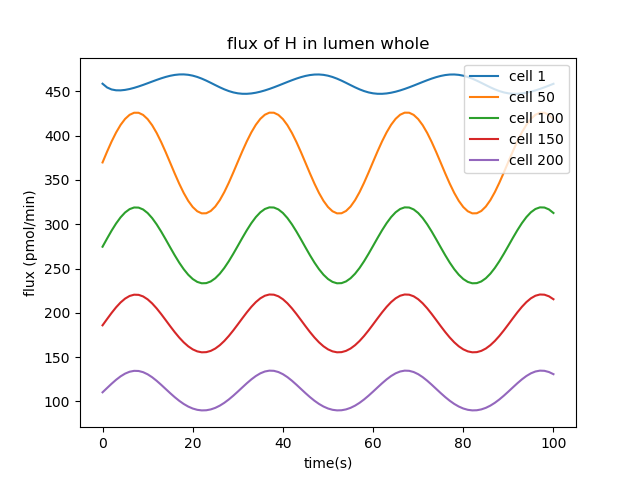 flux of H in lumen whole
cell 1
cell 50
cell 100
cell 150
cell 200
flux (pmol/min)
450
400
350
300
250
200
150
100
0 20 40 60 80 100
time(s)